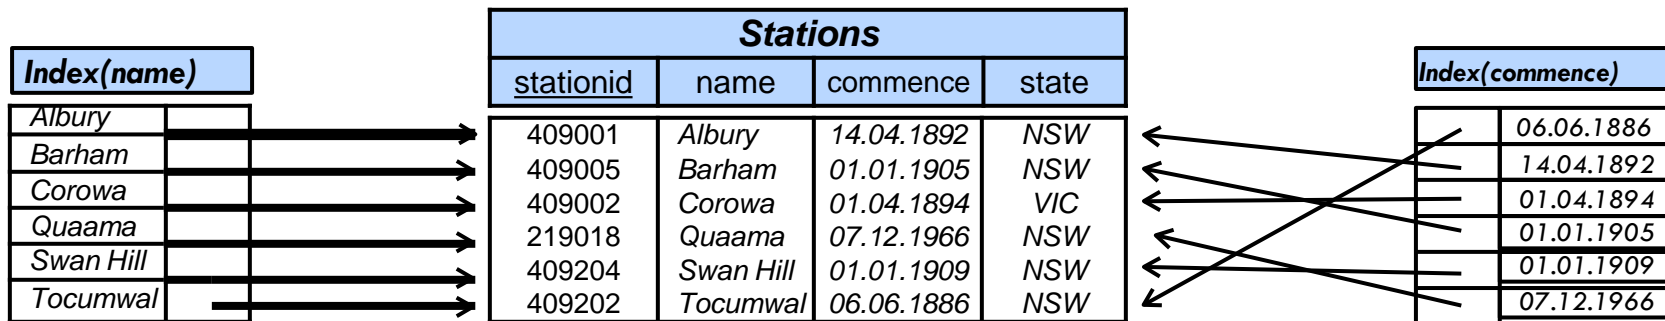 Stations
Index(name)
stationid name commence state
Index(commence)
Albury
Barham
Corowa
Quaama
Swan Hill
Tocumwal
409001 Albury 14.04.1892 NSW
409005 Barham 01.01.1905 NSW
409002 Corowa 01.04.1894 VIC
219018 Quaama 07.12.1966 NSW
409204 Swan Hill 01.01.1909 NSW
409202 Tocumwal 06.06.1886 NSW
06.06.1886
14.04.1892
01.04.1894
01.01.1905
01.01.1909
07.12.1966